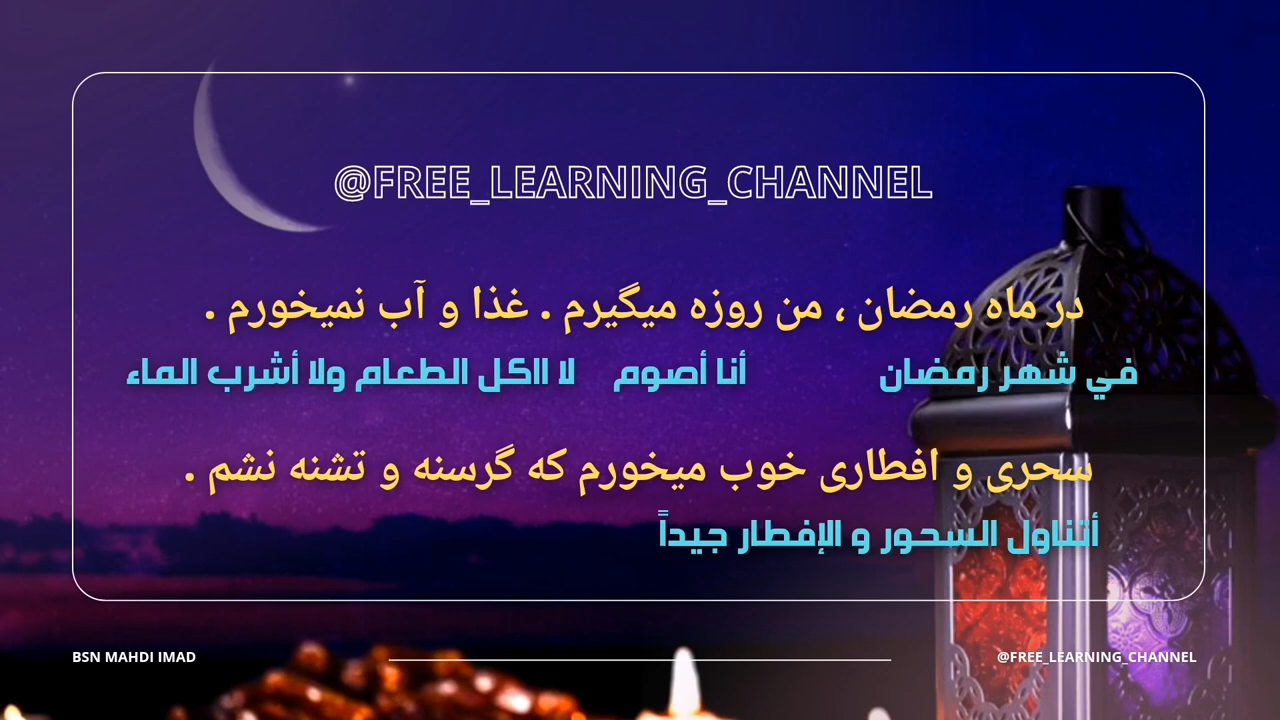 @FREE_LEARNING_CHANNEL
در ماه رمضان ، من روزه میگیرم . غذا و آب نمیخورم .
في شهر رمضان أنا أصوم لا ااكل الطعام ولا أشرب الماء
سحری و افطاری خوب میخورم که گرسنه و تشنه نشم .
أتناول السحور و الإفطار جيداً
BSN MAHDI IMAD
@FREE_LEARNING_CHANNEL